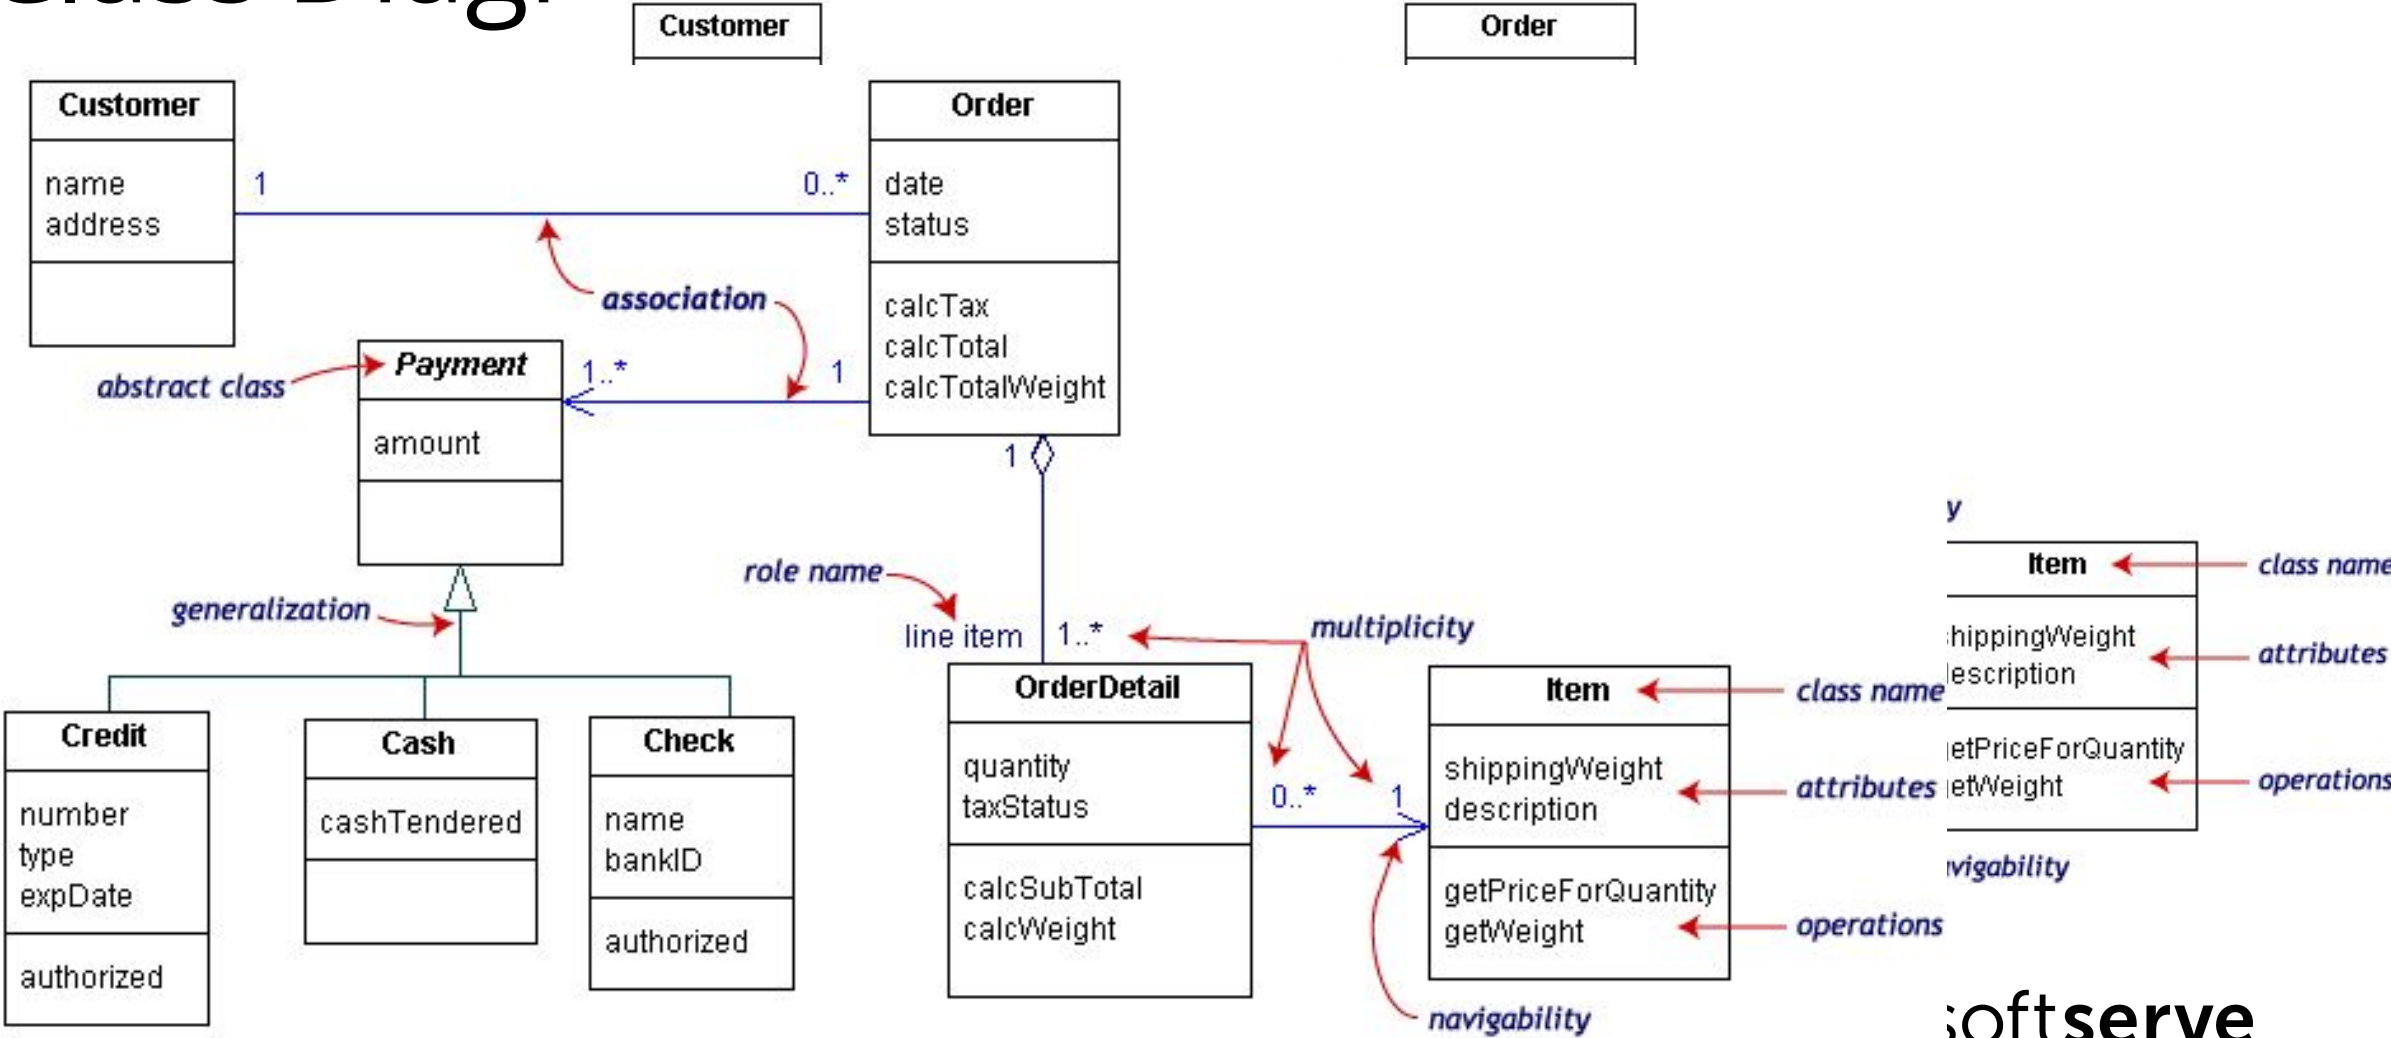 Class Diagr
Customer
Order
Customer
name
address
1
0..*
Order
date
status
calcTax
calcTotal
calcTotalWeight
association
abstract class
Payment
amount
1..*
1
1
generalization
role name
line item
1..*
multiplicity
Credit
number
type
expDate
authorized
Cash
cashTendered
Check
name
bankID
authorized
OrderDetail
quantity
taxStatus
calcSubTotal
calcWeight
0..*
1
Item
shippingWeight
description
getPriceForQuantity
getWeight
class name
attributes
operations
navigability
y
Item
hippingWeight
escription
etPriceForQuantity
etWeight
class name
attributes
operations
vigability
softserve